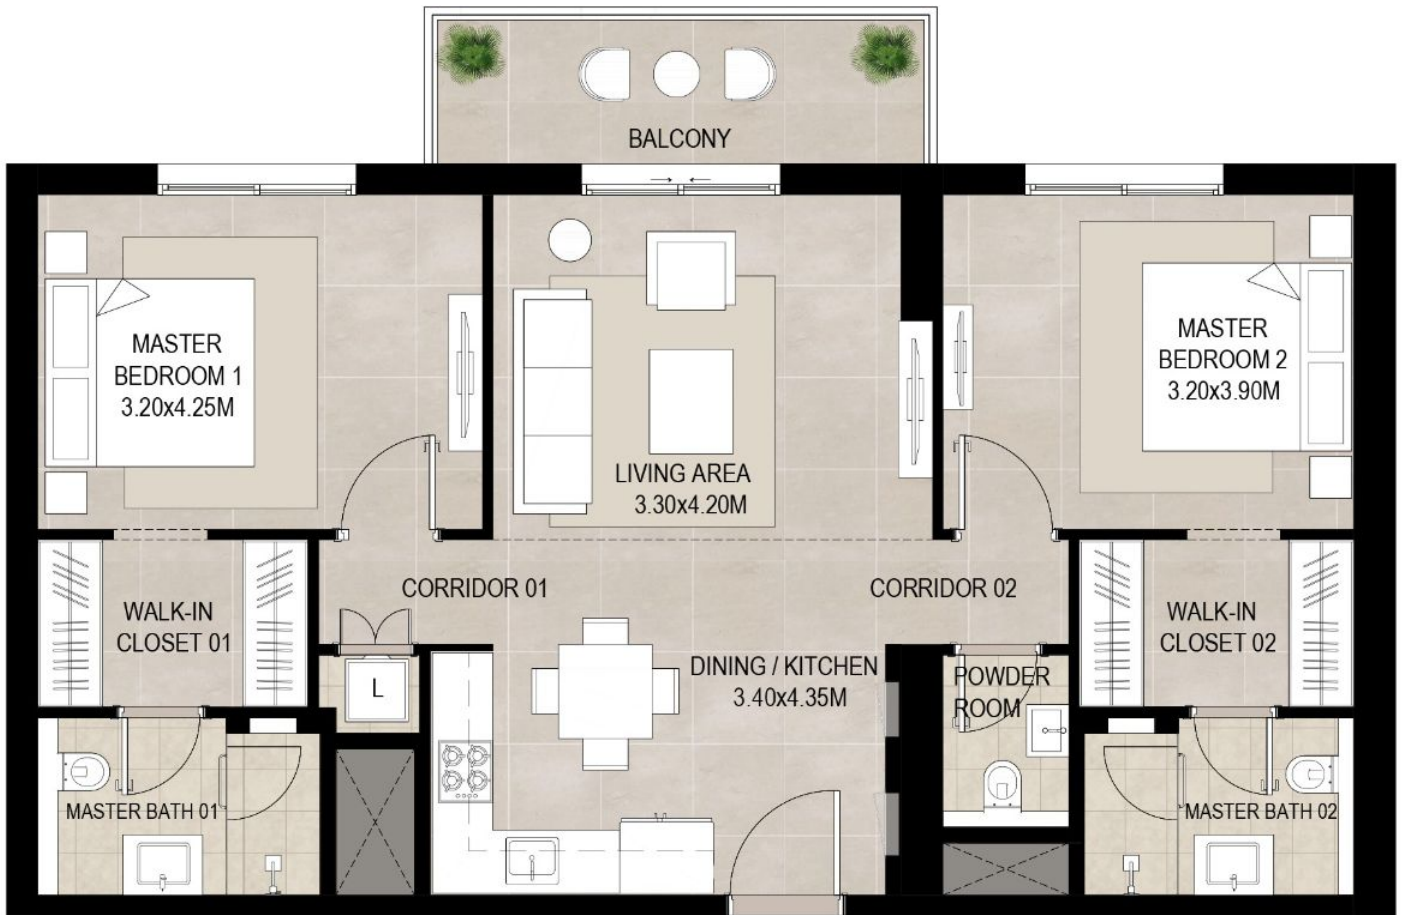 BALCONY
MASTER
BEDROOM 1
3.20x4.25M
MASTER
BEDROOM 2
3.20x3.90M
LIVING AREA
3.30x4.20M
CORRIDOR 01
CORRIDOR 02
WALK-IN
CLOSET 01
WALK-IN
CLOSET 02
L
DINING / KITCHEN
3.40x4.35M
POWDER
ROOM
MASTER BATH 01
MASTER BATH 02